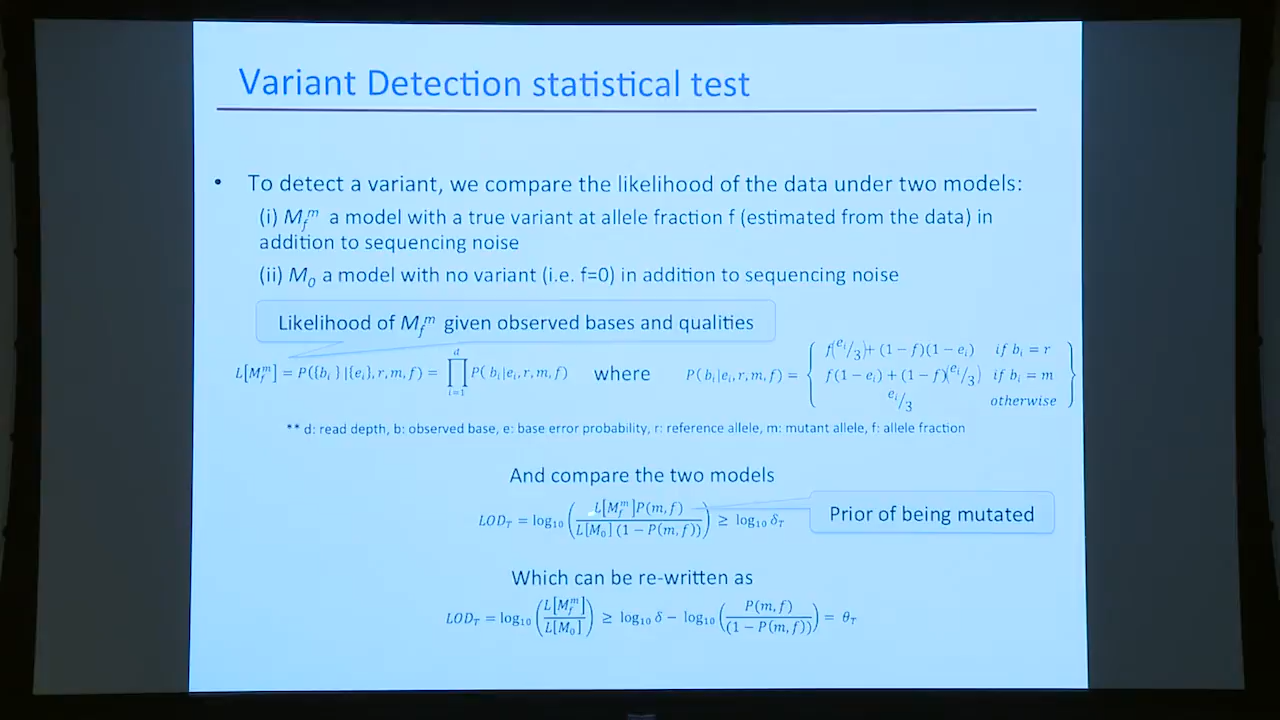 Variant Detection statistical test
• To detect a variant, we compare the likelihood of the data under two models:
(i) M_f^m a model with a true variant at allele fraction f (estimated from the data) in
addition to sequencing noise
(ii) M_0 a model with no variant (i.e. f=0) in addition to sequencing noise
Likelihood of M_f^m given observed bases and qualities
L[M_f^m] = P({b_i}|{e_i}, r, m, f) = ∏_{i=1}^{d} P(b_i|e_i, r, m, f) where P(b_i|e_i, r, m, f) = {
f(e_i/3) + (1 − f)(1 − e_i) if b_i = r
f(1 − e_i) + (1 − f)(e_i/3) if b_i = m
e_i/3 otherwise }
** d: read depth, b: observed base, e: base error probability, r: reference allele, m: mutant allele, f: allele fraction
And compare the two models
LOD_T = log_10 (L[M_f^m]P(m, f) / L[M_0] (1 − P(m, f))) ≥ log_10 δ_T
Prior of being mutated
Which can be re-written as
LOD_T = log_10 (L[M_f^m] / L[M_0]) ≥ log_10 δ − log_10 (P(m, f) / (1 − P(m, f))) = θ_T